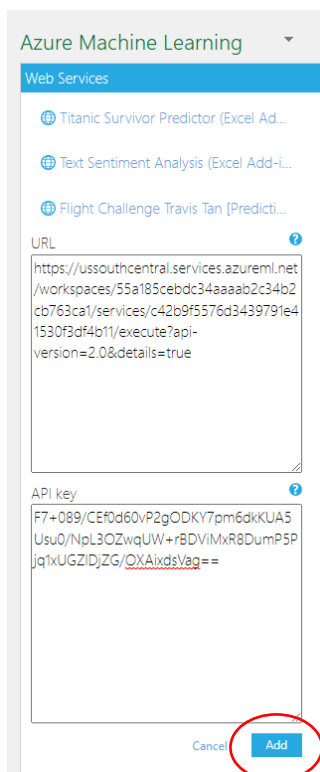 Azure Machine Learning
Web Services
Titanic Survivor Predictor (Excel Ad...
Text Sentiment Analysis (Excel Add-i...
Flight Challenge Travis Tan [Predicti...
URL
https://ussouthcentral.services.azureml.net
/workspaces/55a185cebdc34aaaab2c34b2
cb763ca1/services/c42b9f5576d3439791e4
1530f3df4b11/execute?api-
version=2.0&details=true
API key
F7+089/CEf0d60vP2gODKY7pm6dkKUA5
Usu0/NpL3OZwqUW+rBDViMxR8DumP5P
jq1xUGZIDjZG/OXAixdsVag==
Cancel
Add